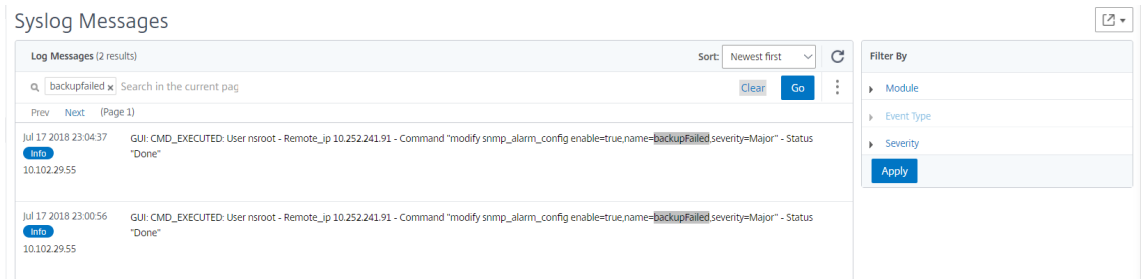 Syslog Messages
Log Messages (2 results)
Sort: Newest first
backupfailed x Search in the current pag
Clear Go
Prev Next (Page 1)
Jul 17 2018 23:04:37
Info
10.102.29.55
GUI: CMD_EXECUTED: User nsroot - Remote_ip 10.252.241.91 - Command "modify snmp_alarm_config enable=true,name=backupFailed,severity=Major" - Status
"Done"
Jul 17 2018 23:00:56
Info
10.102.29.55
GUI: CMD_EXECUTED: User nsroot - Remote_ip 10.252.241.91 - Command "modify snmp_alarm_config enable=true,name=backupFailed,severity=Major" - Status
"Done"
Filter By
Module
Event Type
Severity
Apply